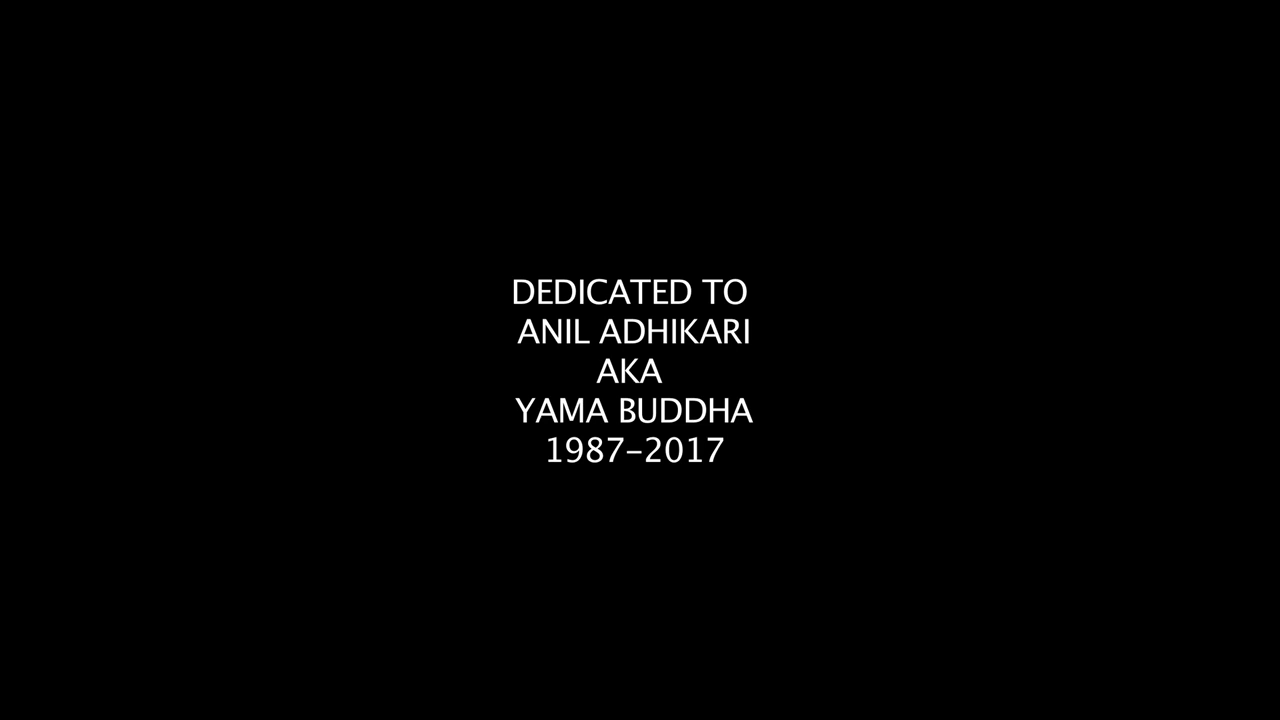 DEDICATED TO
ANIL ADHIKARI
AKA
YAMA BUDDHA
1987-2017